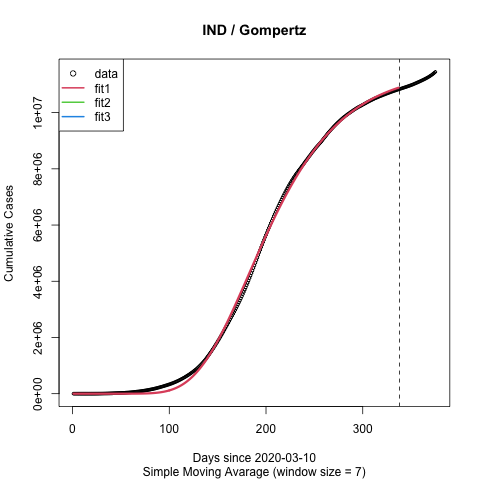 IND / Gompertz
data
fit1
fit2
fit3
Cumulative Cases
0e+00
2e+06
4e+06
6e+06
8e+06
1e+07
0
100
200
300
Days since 2020-03-10
Simple Moving Avarage (window size = 7)